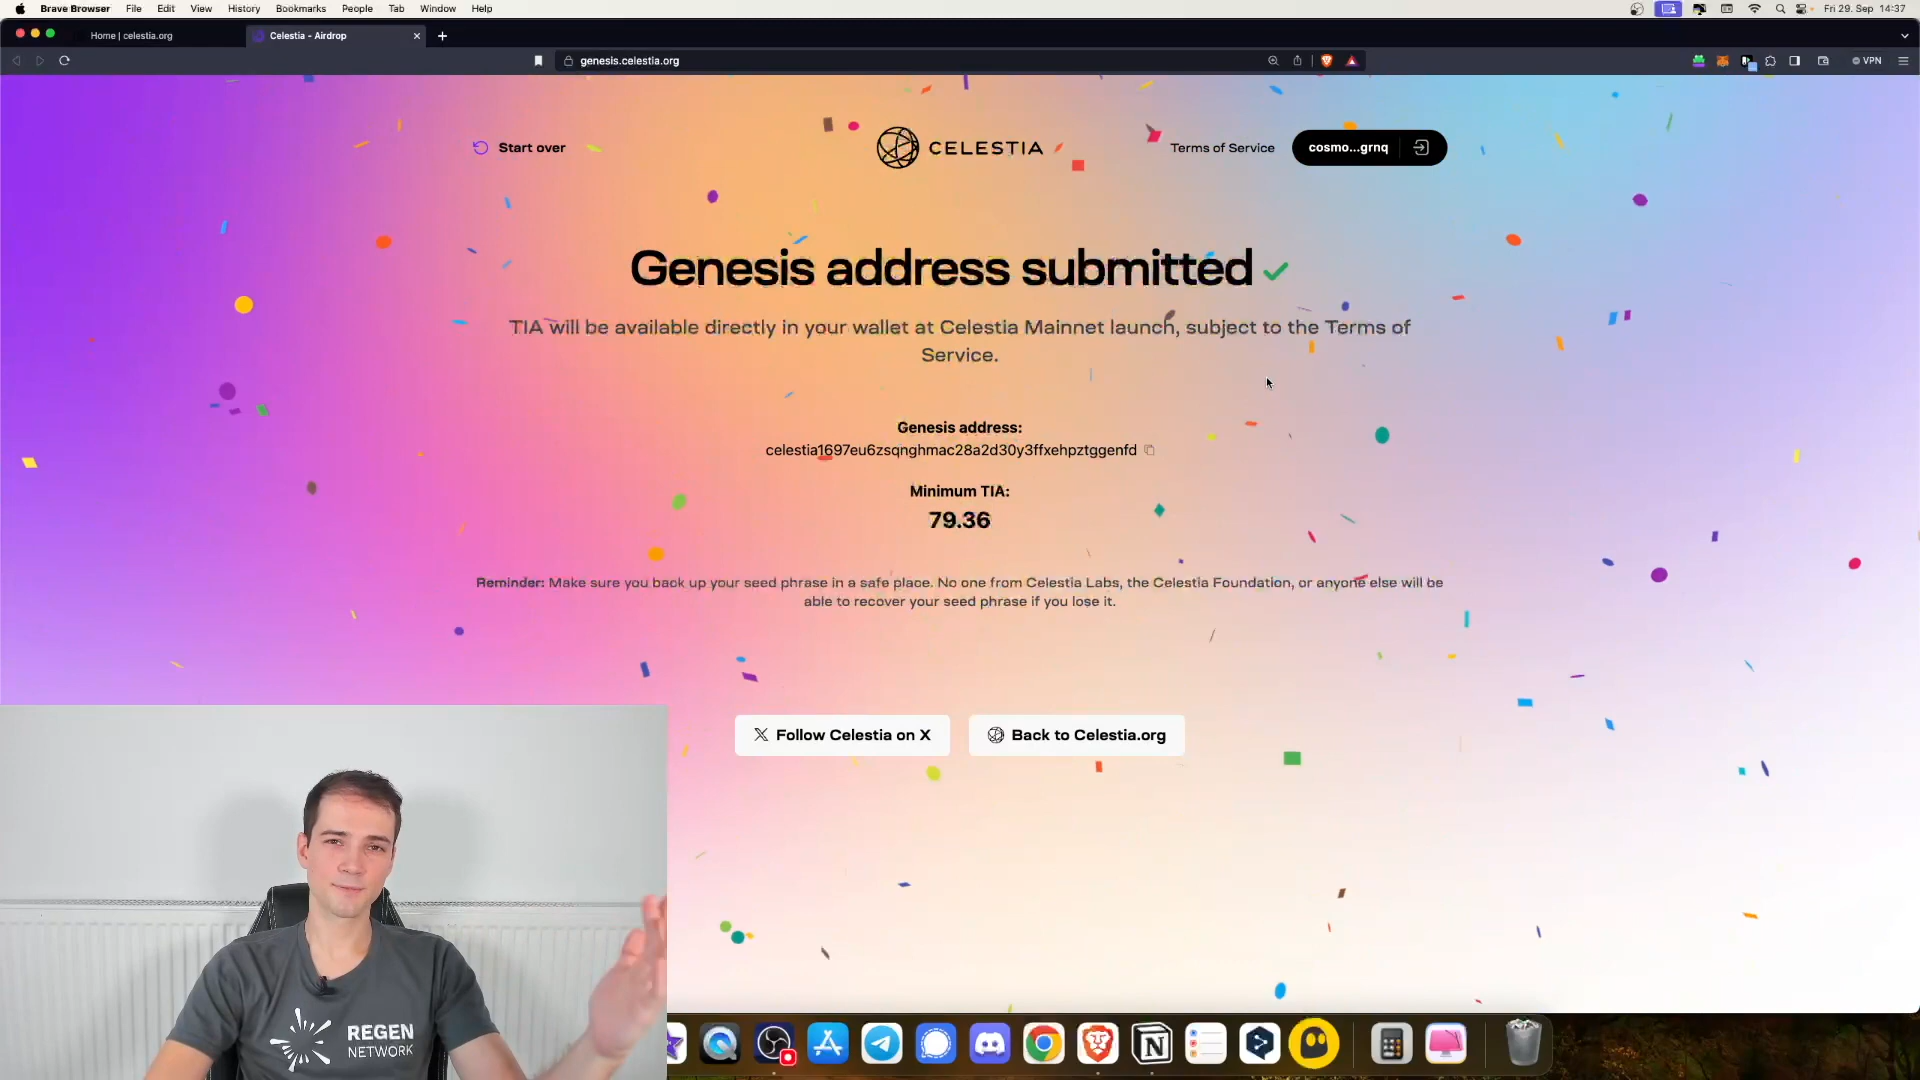 Brave Browser File Edit View History Bookmarks People Tab Window Help Fri 29. Sep 14:37
Home | celestia.org Celestia - Airdrop
genesis.celestia.org VPN
Start over CELESTIA Terms of Service cosmo...grnq
Genesis address submitted
TIA will be available directly in your wallet at Celestia Mainnet launch, subject to the Terms of
Service.
Genesis address:
celestia1697eu6zsqnghmac28a2d30y3ffxehpztggenfd
Minimum TIA:
79.36
Reminder: Make sure you back up your seed phrase in a safe place. No one from Celestia Labs, the Celestia Foundation, or anyone else will be
able to recover your seed phrase if you lose it.
Follow Celestia on X Back to Celestia.org
REGEN
NETWORK